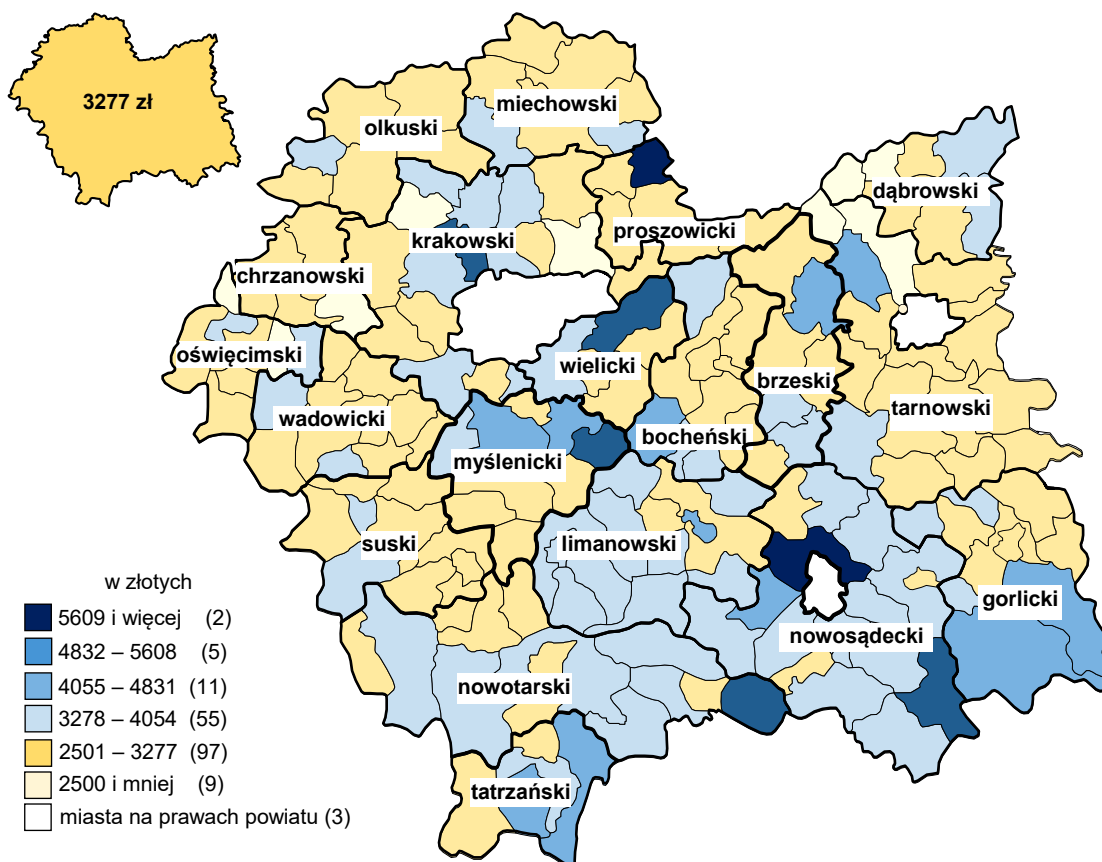 3277 zł
miechowski
olkuski
dąbrowski
krakowski
proszowicki
chrzanowski
oświęcimski
wielicki
brzeski
wadowicki
tarnowski
bocheński
myślenicki
suski
limanowski
gorlicki
nowosądecki
nowotarski
tatrzański
w złotych
5609 i więcej (2)
4832 – 5608 (5)
4055 – 4831 (11)
3278 – 4054 (55)
2501 – 3277 (97)
2500 i mniej (9)
miasta na prawach powiatu (3)